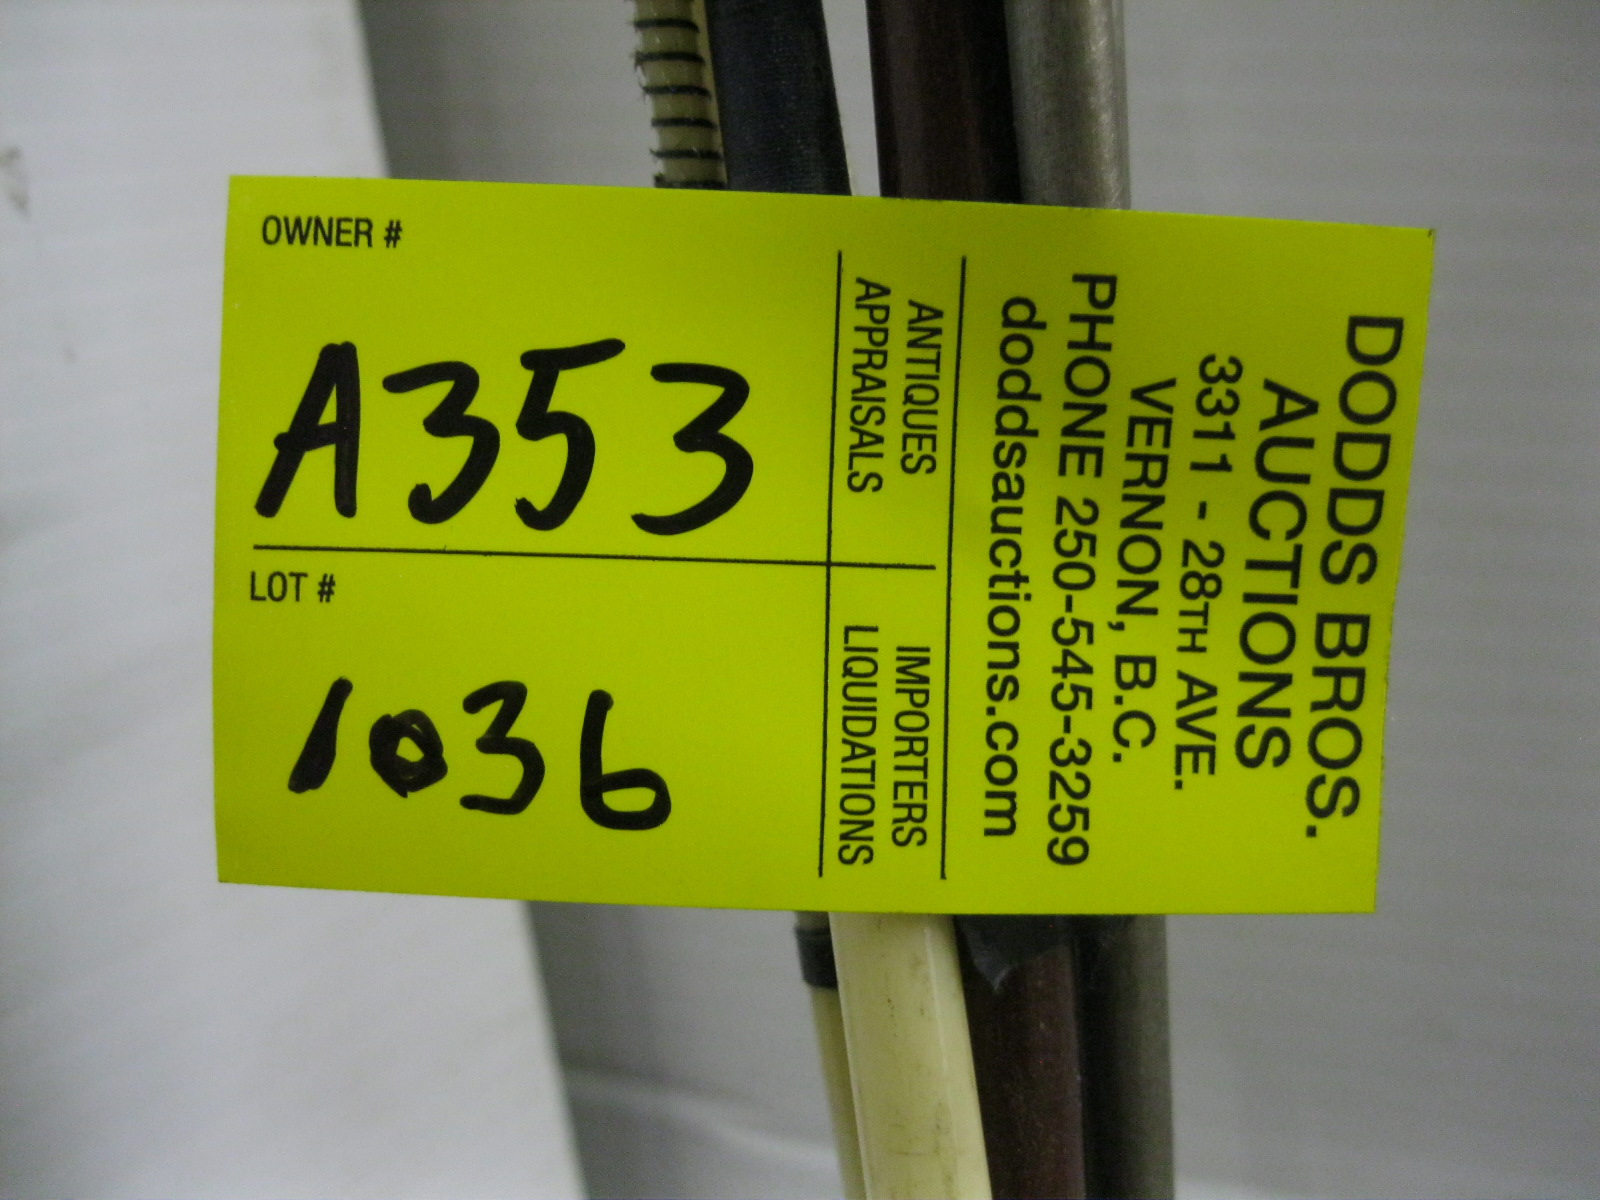 OWNER #
A353
LOT #
1036
DODDS BROS.
AUCTIONS
3311 - 28TH AVE.
VERNON, B.C.
PHONE 250-545-3259
doddsauctions.com
ANTIQUES IMPORTERS
APPRAISALS LIQUIDATIONS